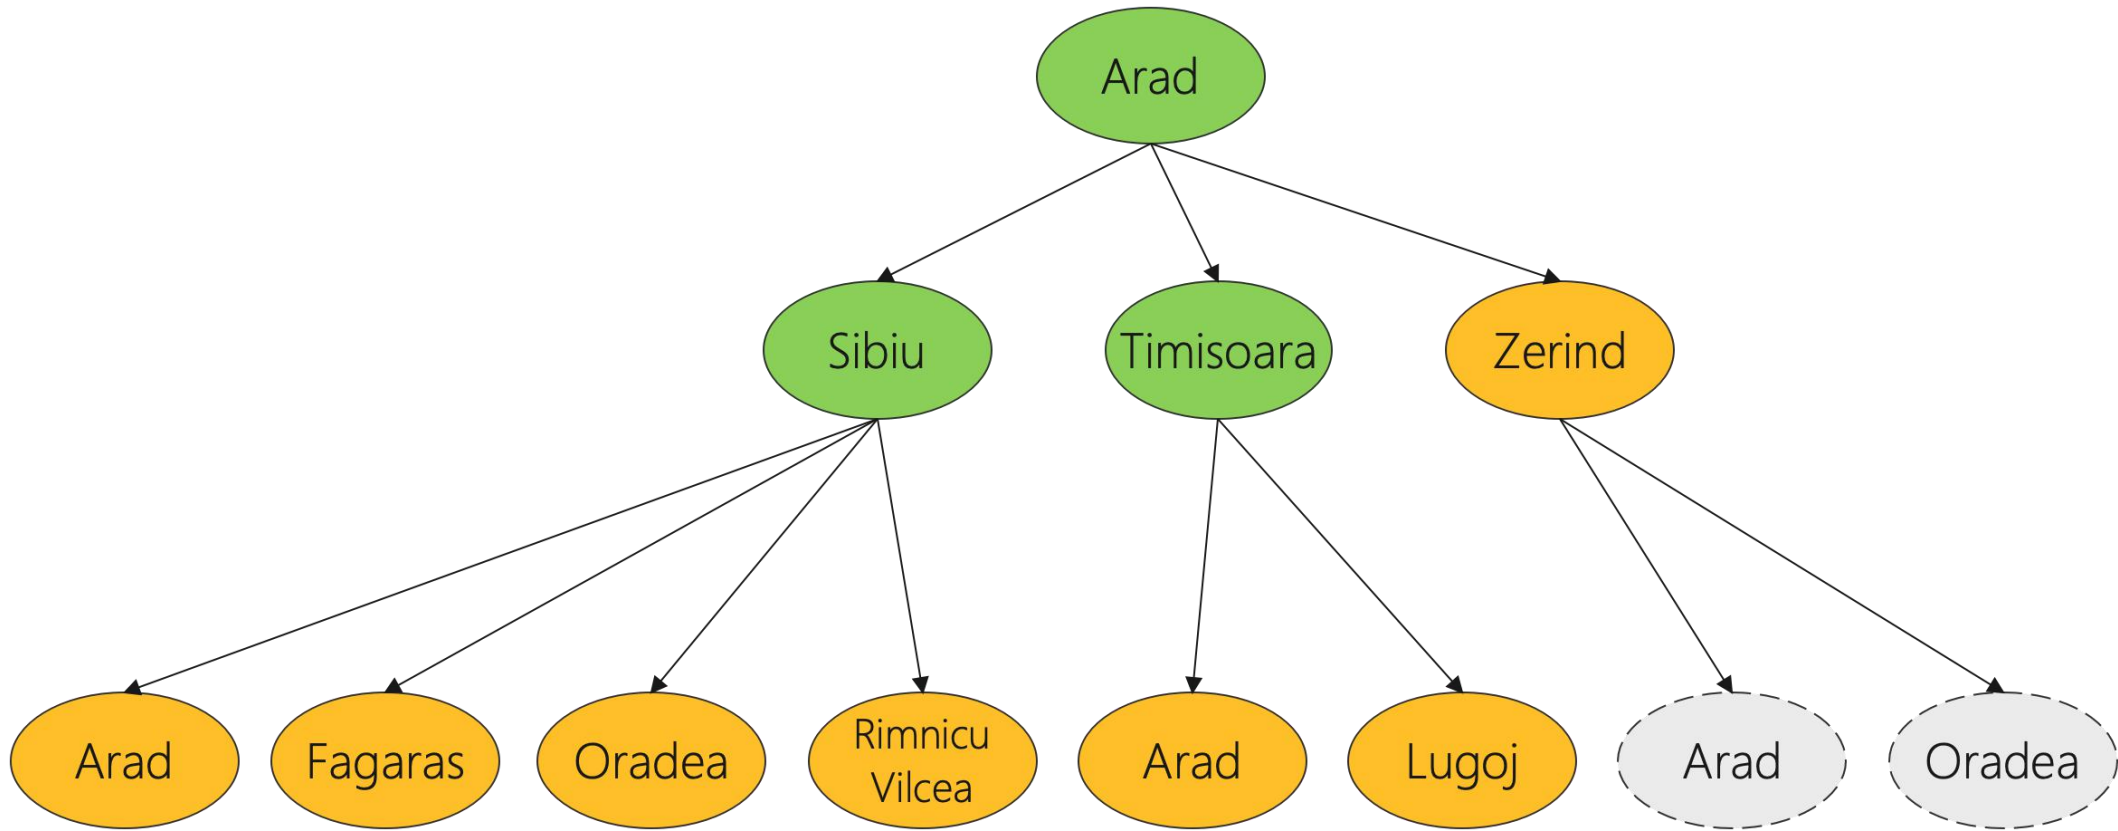 Arad
Sibiu
Timisoara
Zerind
Arad
Fagaras
Oradea
Rimnicu
Vilcea
Arad
Lugoj
Arad
Oradea